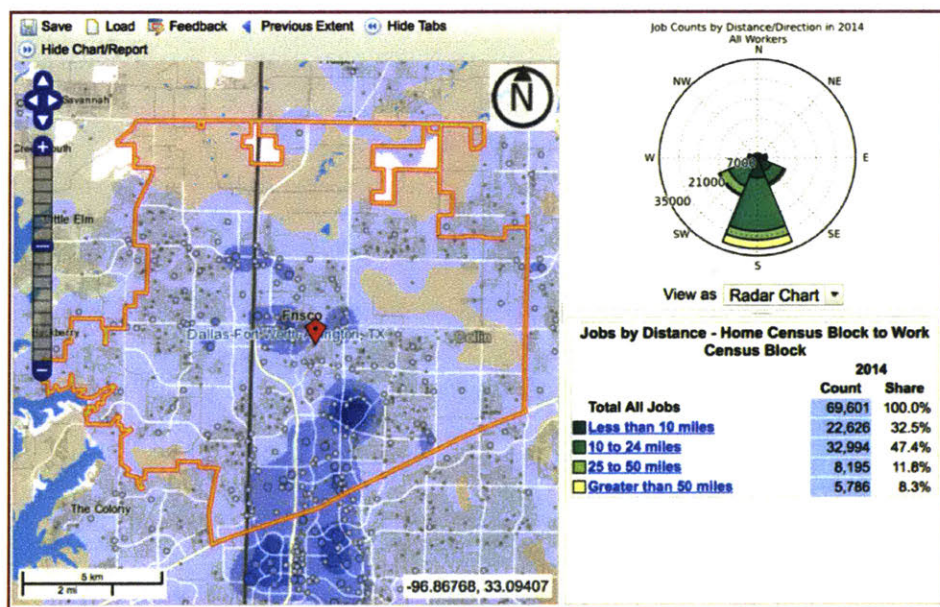 Save Load Feedback Previous Extent Hide Tabs
Hide Chart/Report
Savannah
Little Elm
Frisco
Dallas-Fort Worth-Arlington, TX
Collin
The Colony
N
5 km
2 mi
-96.86768, 33.09407
Job Counts by Distance/Direction in 2014
All Workers
N
NW NE
W E
7000
21000
35000
SW SE
S
View as Radar Chart
Jobs by Distance - Home Census Block to Work
Census Block
2014
Count Share
Total All Jobs 69,601 100.0%
Less than 10 miles 22,626 32.5%
10 to 24 miles 32,994 47.4%
25 to 50 miles 8,195 11.8%
Greater than 50 miles 5,786 8.3%